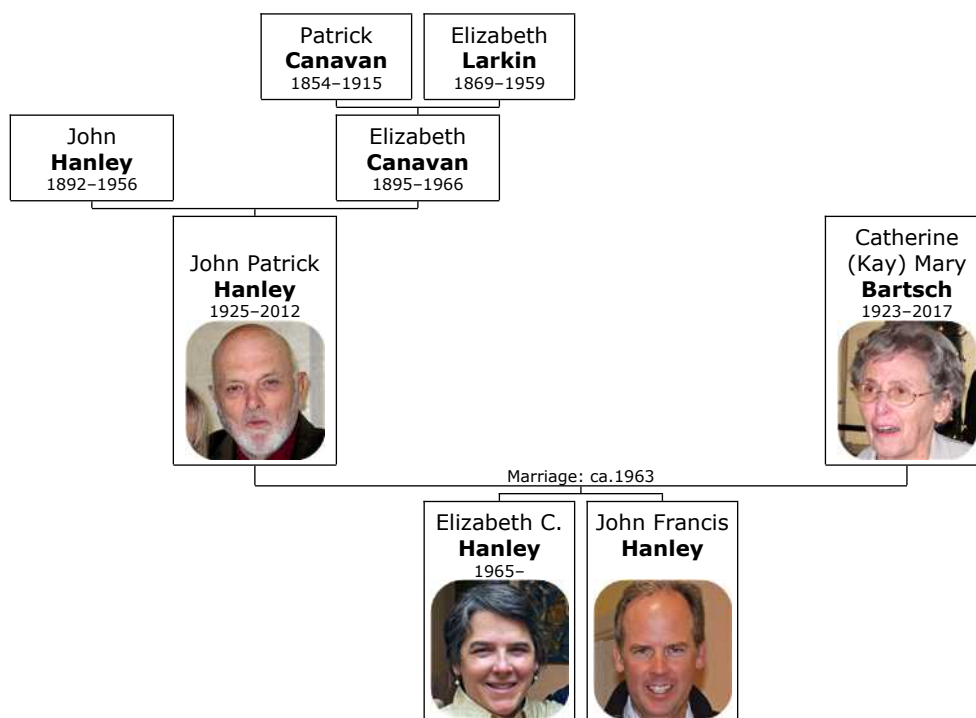 Patrick
Canavan
1854–1915
Elizabeth
Larkin
1869–1959
John
Hanley
1892–1956
Elizabeth
Canavan
1895–1966
John Patrick
Hanley
1925–2012
Catherine
(Kay) Mary
Bartsch
1923–2017
Marriage: ca.1963
Elizabeth C.
Hanley
1965–
John Francis
Hanley